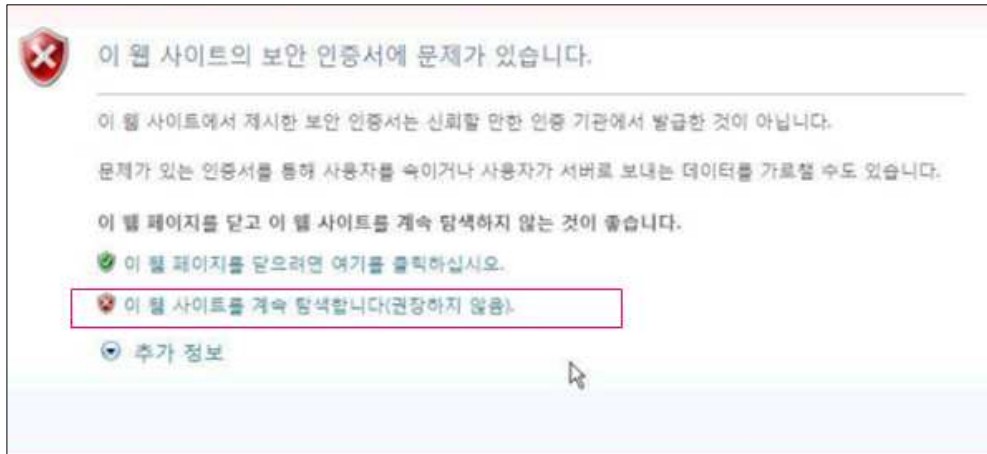 이 웹 사이트의 보안 인증서에 문제가 있습니다.
이 웹 사이트에서 제시한 보안 인증서는 신뢰할 만한 인증 기관에서 발급한 것이 아닙니다.
문제가 있는 인증서를 통해 사용자를 속이거나 사용자가 서버로 보내는 데이터를 가로챌 수도 있습니다.
이 웹 페이지를 닫고 이 웹 사이트를 계속 탐색하지 않는 것이 좋습니다.
이 웹 페이지를 닫으려면 여기를 클릭하십시오.
이 웹 사이트를 계속 탐색합니다(권장하지 않음).
추가 정보